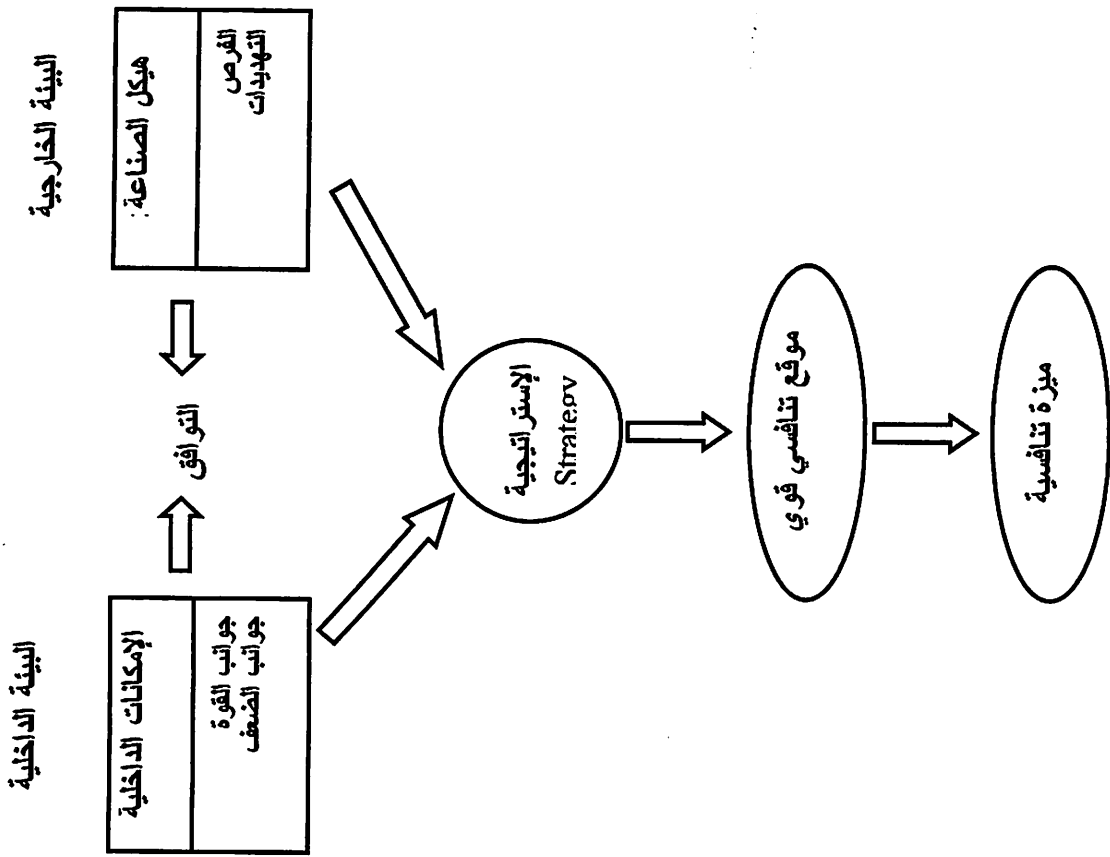 البيئة الخارجية
هيكل الصناعة:
الفرص
التهديدات
التوافق
البيئة الداخلية
الإمكانات الداخلية
جوانب القوة
جوانب الضعف
الإستراتيجية
Strategy
موقع تنافسي قوي
ميزة تنافسية